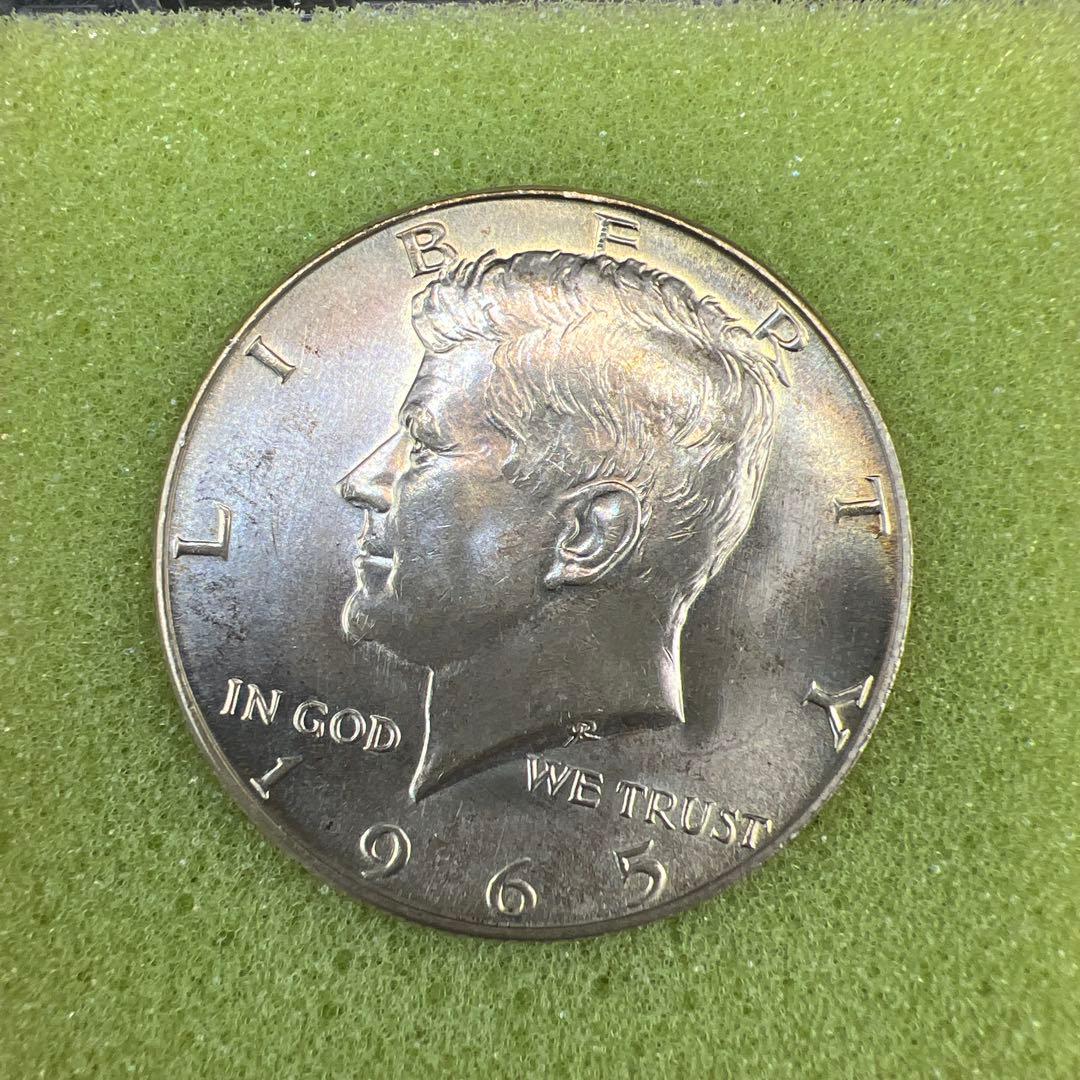 LIBERTY
IN GOD
WE TRUST
1965